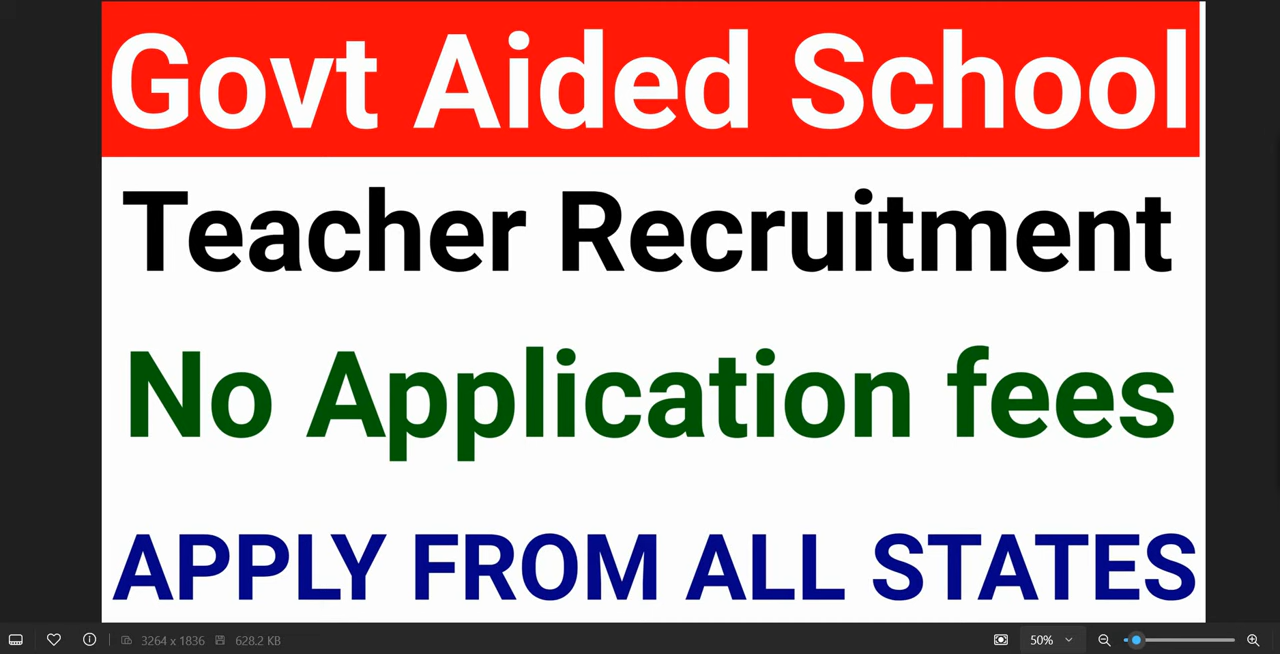 Govt Aided School
Teacher Recruitment
No Application fees
APPLY FROM ALL STATES
3264 x 1836 628.2 KB 50%